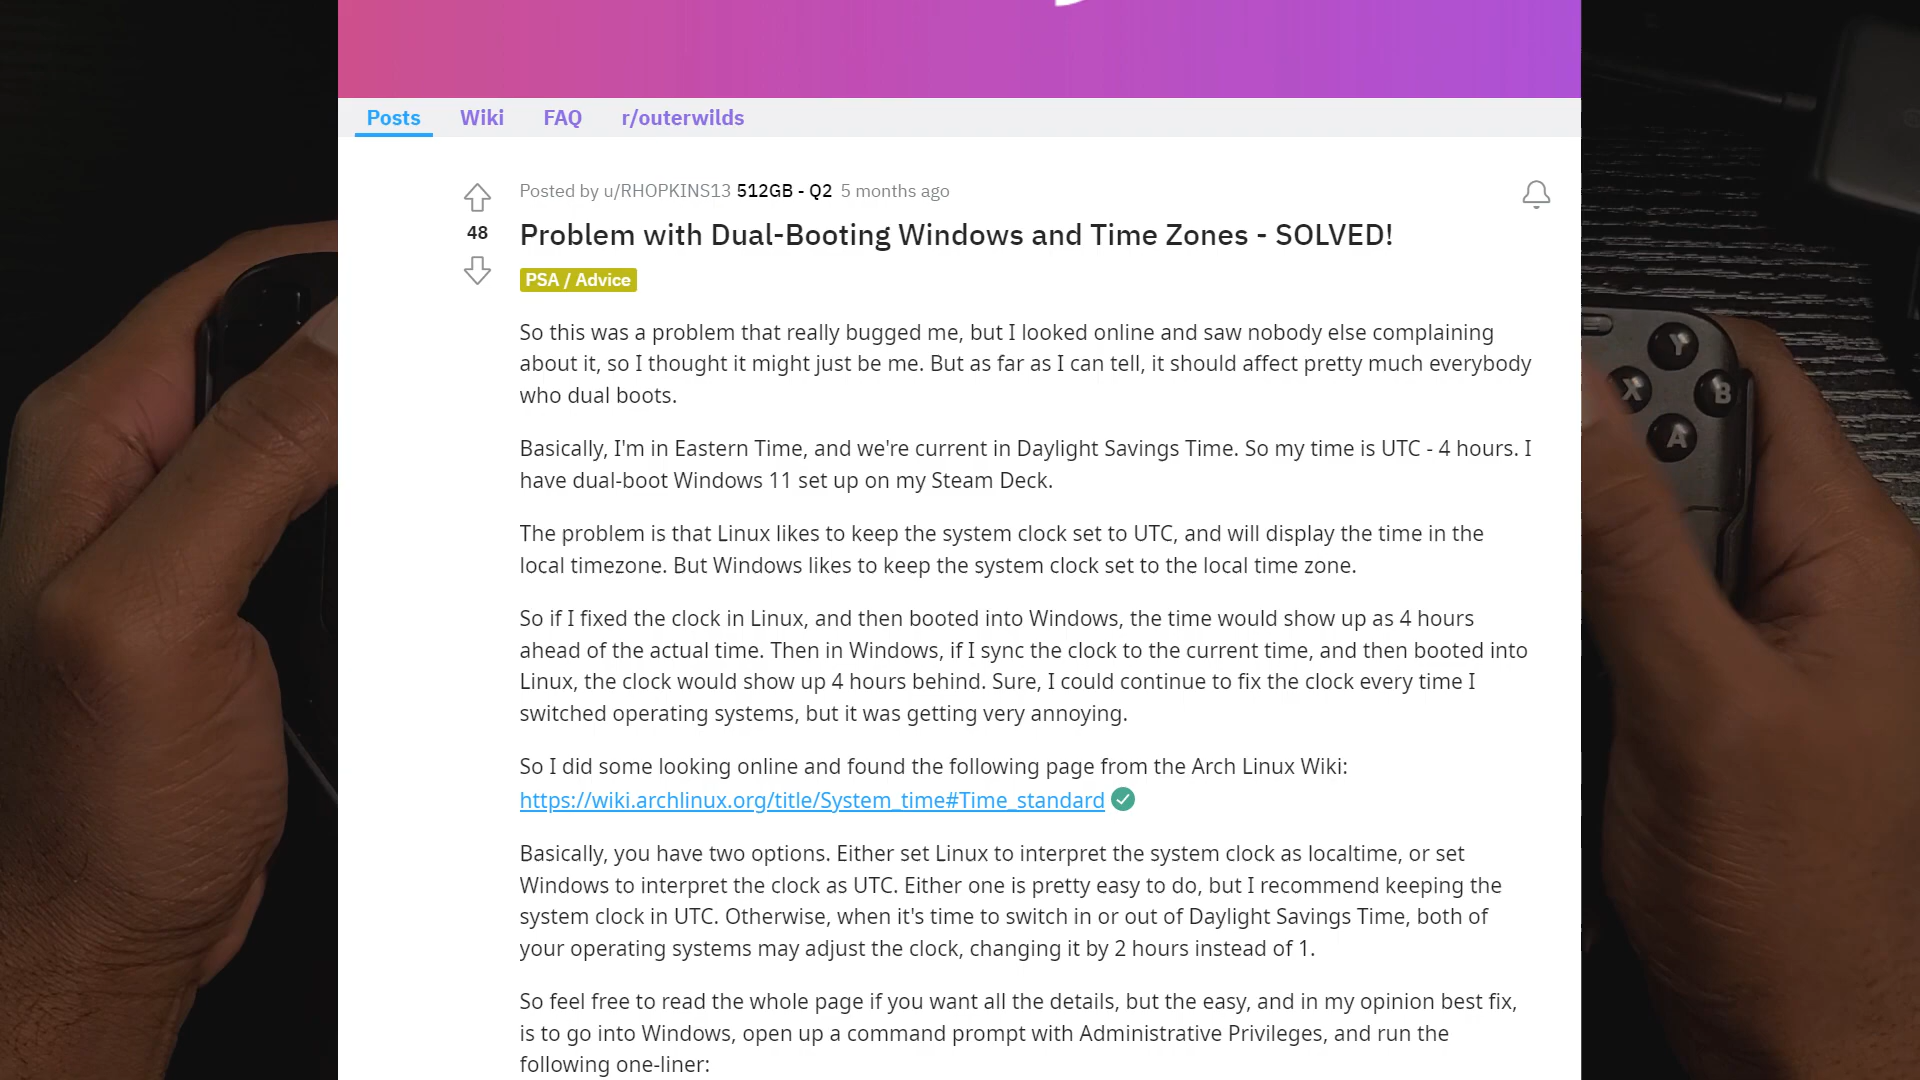 Posts Wiki FAQ r/outerwilds
Posted by u/RHOPKINS13 512GB - Q2 5 months ago
48
Problem with Dual-Booting Windows and Time Zones - SOLVED!
PSA / Advice
So this was a problem that really bugged me, but I looked online and saw nobody else complaining
about it, so I thought it might just be me. But as far as I can tell, it should affect pretty much everybody
who dual boots.
Basically, I'm in Eastern Time, and we're current in Daylight Savings Time. So my time is UTC - 4 hours. I
have dual-boot Windows 11 set up on my Steam Deck.
The problem is that Linux likes to keep the system clock set to UTC, and will display the time in the
local timezone. But Windows likes to keep the system clock set to the local time zone.
So if I fixed the clock in Linux, and then booted into Windows, the time would show up as 4 hours
ahead of the actual time. Then in Windows, if I sync the clock to the current time, and then booted into
Linux, the clock would show up 4 hours behind. Sure, I could continue to fix the clock every time I
switched operating systems, but it was getting very annoying.
So I did some looking online and found the following page from the Arch Linux Wiki:
https://wiki.archlinux.org/title/System_time#Time_standard
Basically, you have two options. Either set Linux to interpret the system clock as localtime, or set
Windows to interpret the clock as UTC. Either one is pretty easy to do, but I recommend keeping the
system clock in UTC. Otherwise, when it's time to switch in or out of Daylight Savings Time, both of
your operating systems may adjust the clock, changing it by 2 hours instead of 1.
So feel free to read the whole page if you want all the details, but the easy, and in my opinion best fix,
is to go into Windows, open up a command prompt with Administrative Privileges, and run the
following one-liner:
Y
X
B
A